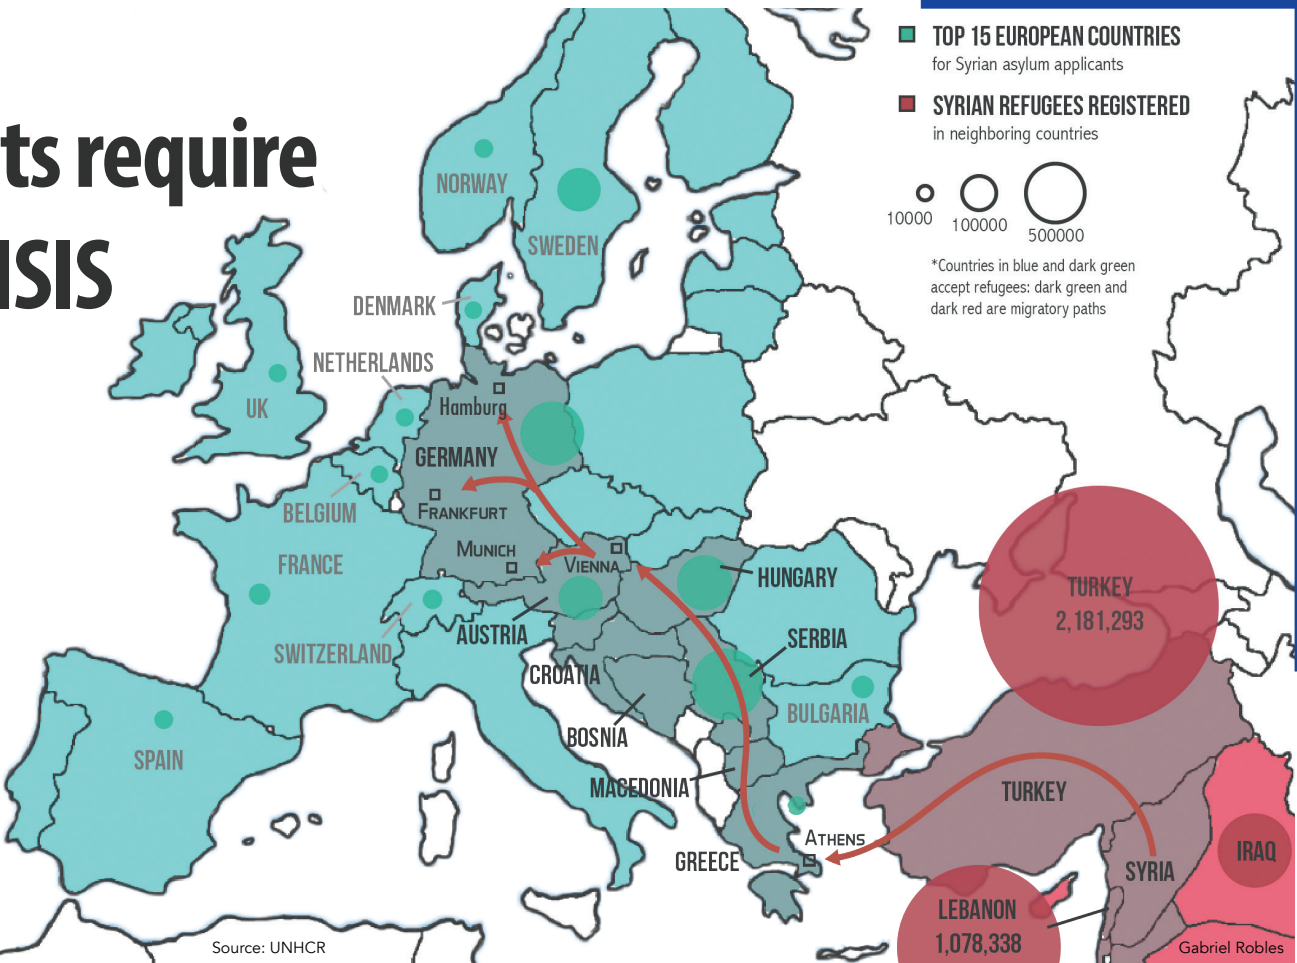 ts require
ISIS
TOP 15 EUROPEAN COUNTRIES
for Syrian asylum applicants
SYRIAN REFUGEES REGISTERED
in neighboring countries
10000
100000
500000
*Countries in blue and dark green
accept refugees: dark green and
dark red are migratory paths
NORWAY
SWEDEN
DENMARK
NETHERLANDS
UK
Hamburg
GERMANY
BELGIUM
FRANKFURT
FRANCE
MUNICH
VIENNA
HUNGARY
TURKEY
2,181,293
AUSTRIA
SERBIA
SWITZERLAND
CROATIA
BULGARIA
BOSNIA
SPAIN
MACEDONIA
TURKEY
ATHENS
GREECE
SYRIA
IRAQ
LEBANON
1,078,338
Source: UNHCR
Gabriel Robles